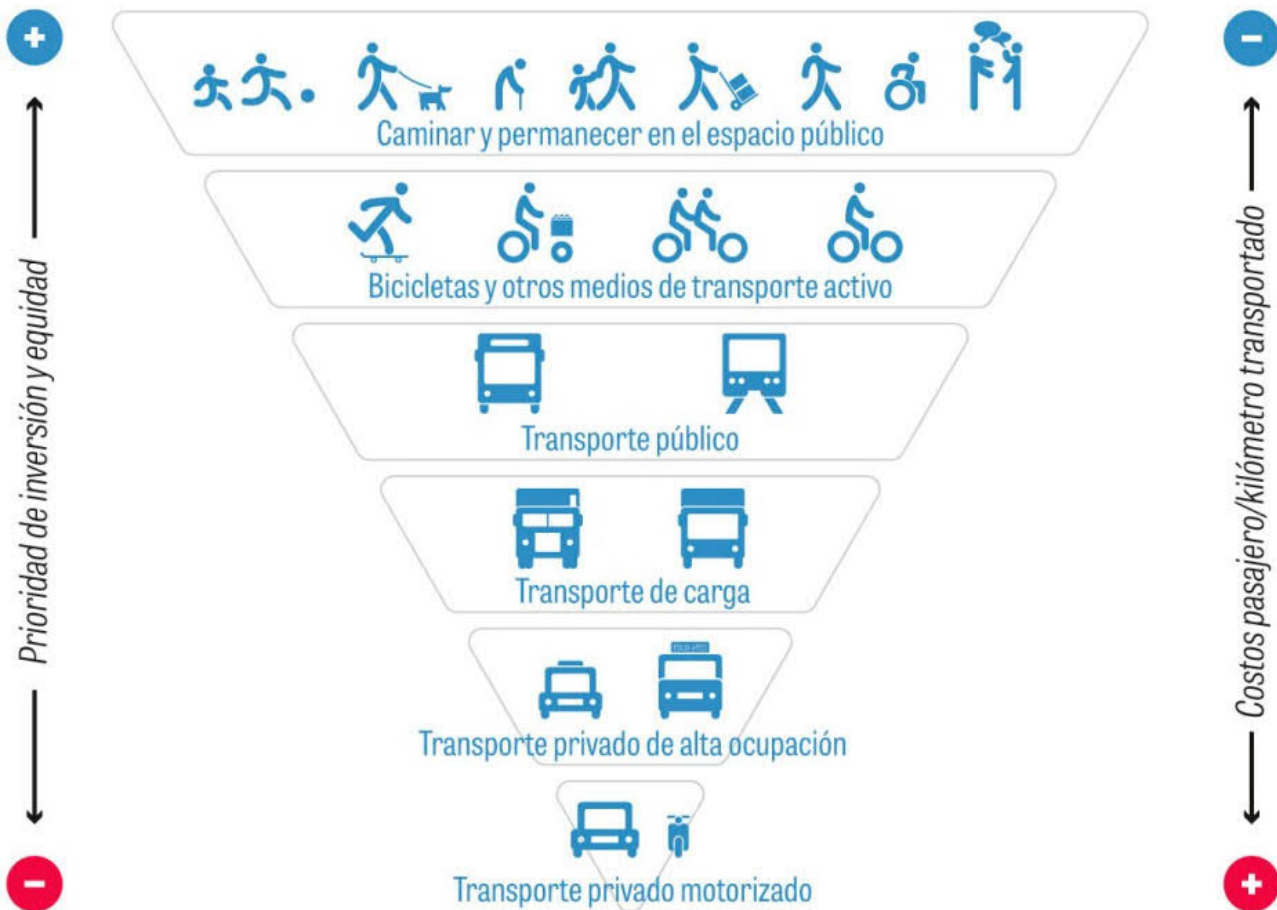 +
−
Caminar y permanecer en el espacio público
Bicicletas y otros medios de transporte activo
Transporte público
Transporte de carga
Transporte privado de alta ocupación
Transporte privado motorizado
Prioridad de inversión y equidad
Costos pasajero/kilómetro transportado
−
+